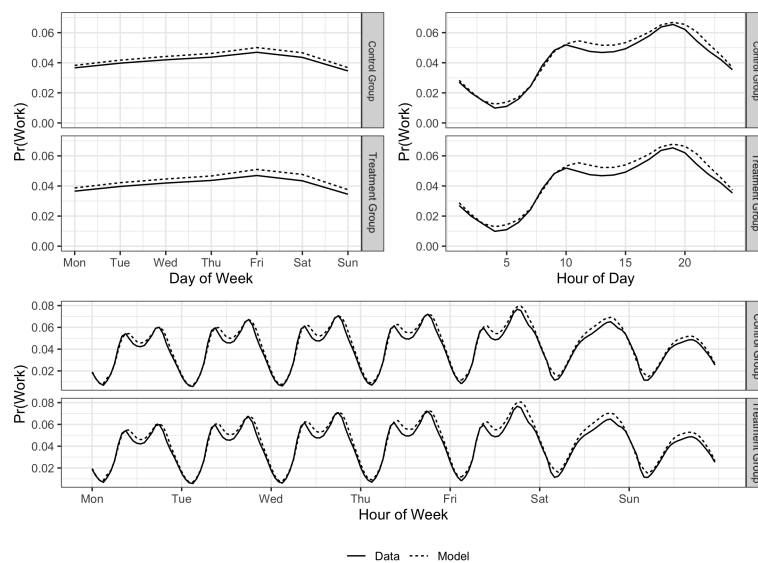 0.06
0.04
0.02
0.00
Control Group
0.06
0.04
0.02
0.00
Treatment Group
Pr(Work)
Mon Tue Wed Thu Fri Sat Sun
Day of Week
0.06
0.04
0.02
0.00
Control Group
0.06
0.04
0.02
0.00
Treatment Group
Pr(Work)
5 10 15 20
Hour of Day
0.08
0.06
0.04
0.02
Control Group
0.08
0.06
0.04
0.02
Treatment Group
Pr(Work)
Mon Tue Wed Thu Fri Sat Sun
Hour of Week
Data Model